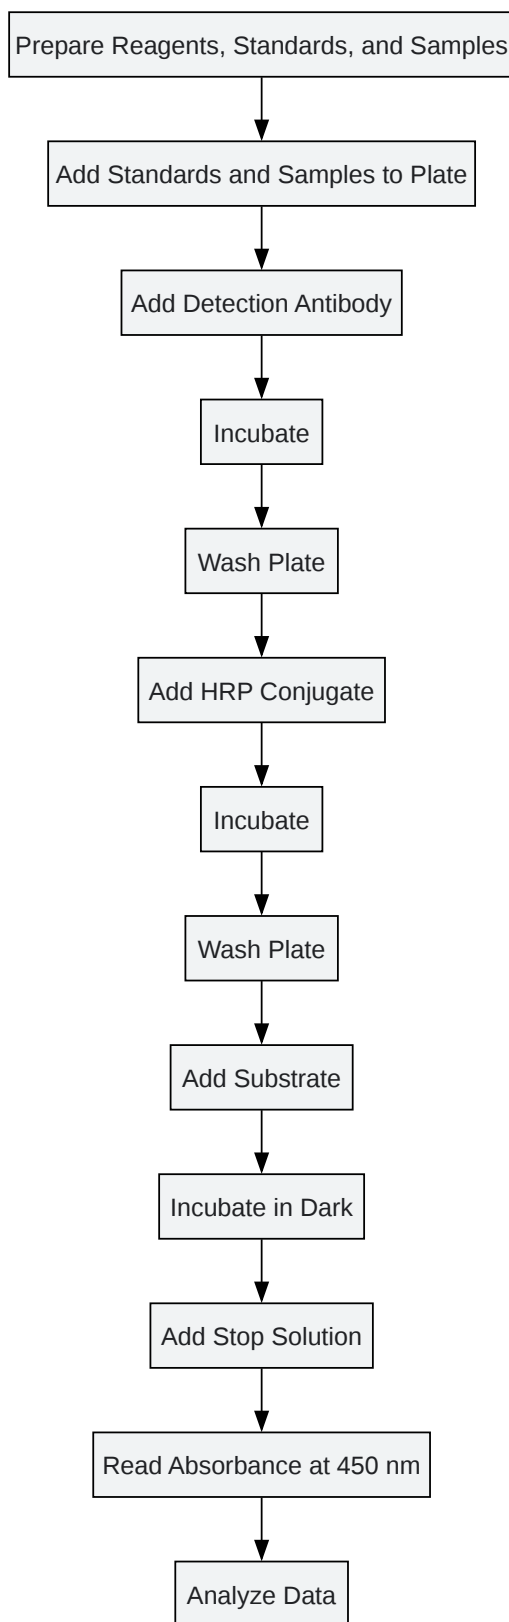 Prepare Reagents, Standards, and Samples
Add Standards and Samples to Plate
Add Detection Antibody
Incubate
Wash Plate
Add HRP Conjugate
Incubate
Wash Plate
Add Substrate
Incubate in Dark
Add Stop Solution
Read Absorbance at 450 nm
Analyze Data